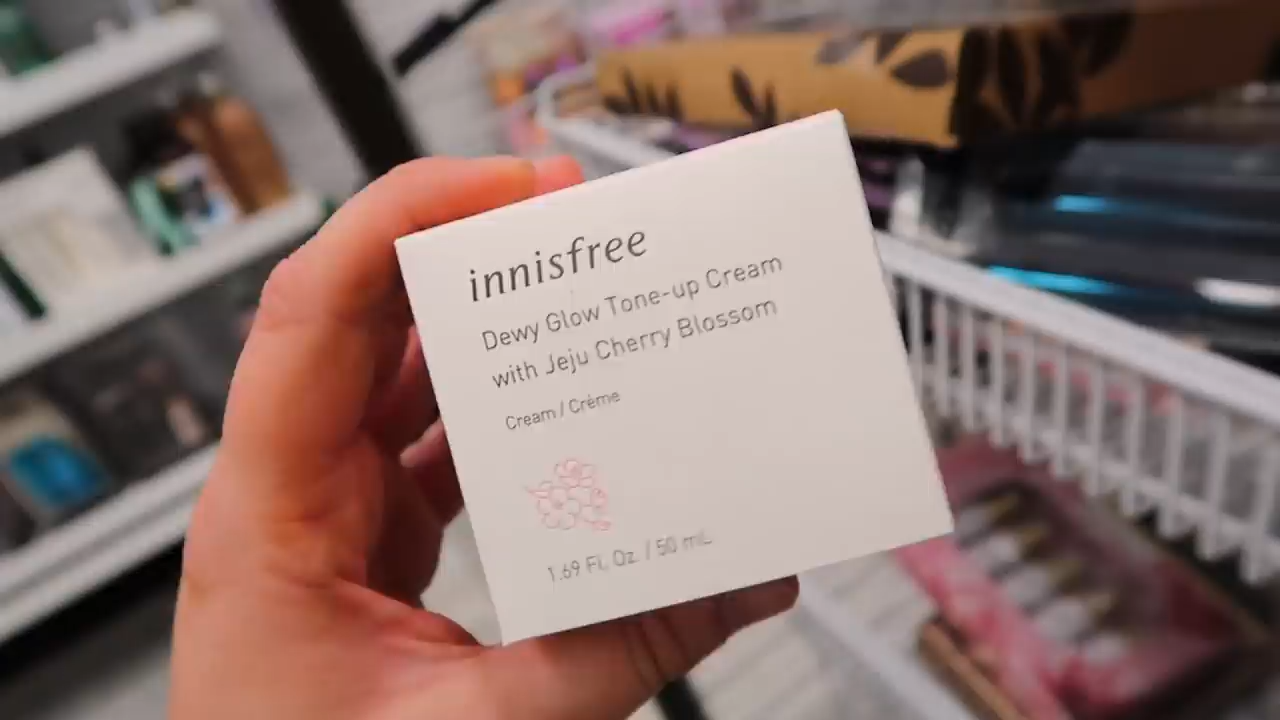 innisfree
Dewy Glow Tone-up Cream
with Jeju Cherry Blossom
Cream / Crème
1.69 Fl. Oz. / 50 mL